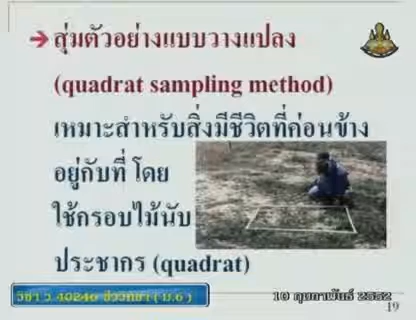 → สุ่มตัวอย่างแบบวางแปลง
(quadrat sampling method)
เหมาะสำหรับสิ่งมีชีวิตที่ค่อนข้าง
อยู่กับที่ โดย
ใช้กรอบไม้นับ
ประชากร (quadrat)
วิชา ว 40246 ชีววิทยา ( ม.6 )
10 กุมภาพันธ์ 2552
19